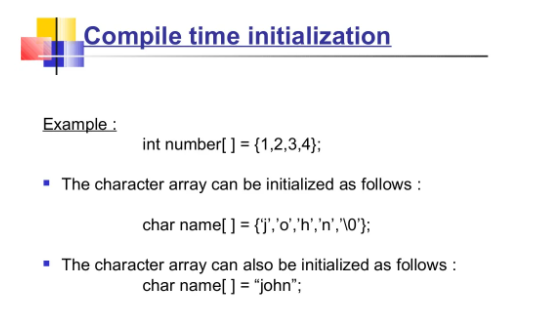 Compile time initialization
Example :
int number[ ] = {1,2,3,4};
▪ The character array can be initialized as follows :
char name[ ] = {‘j’,’o’,’h’,’n’,’\0’};
▪ The character array can also be initialized as follows :
char name[ ] = “john”;